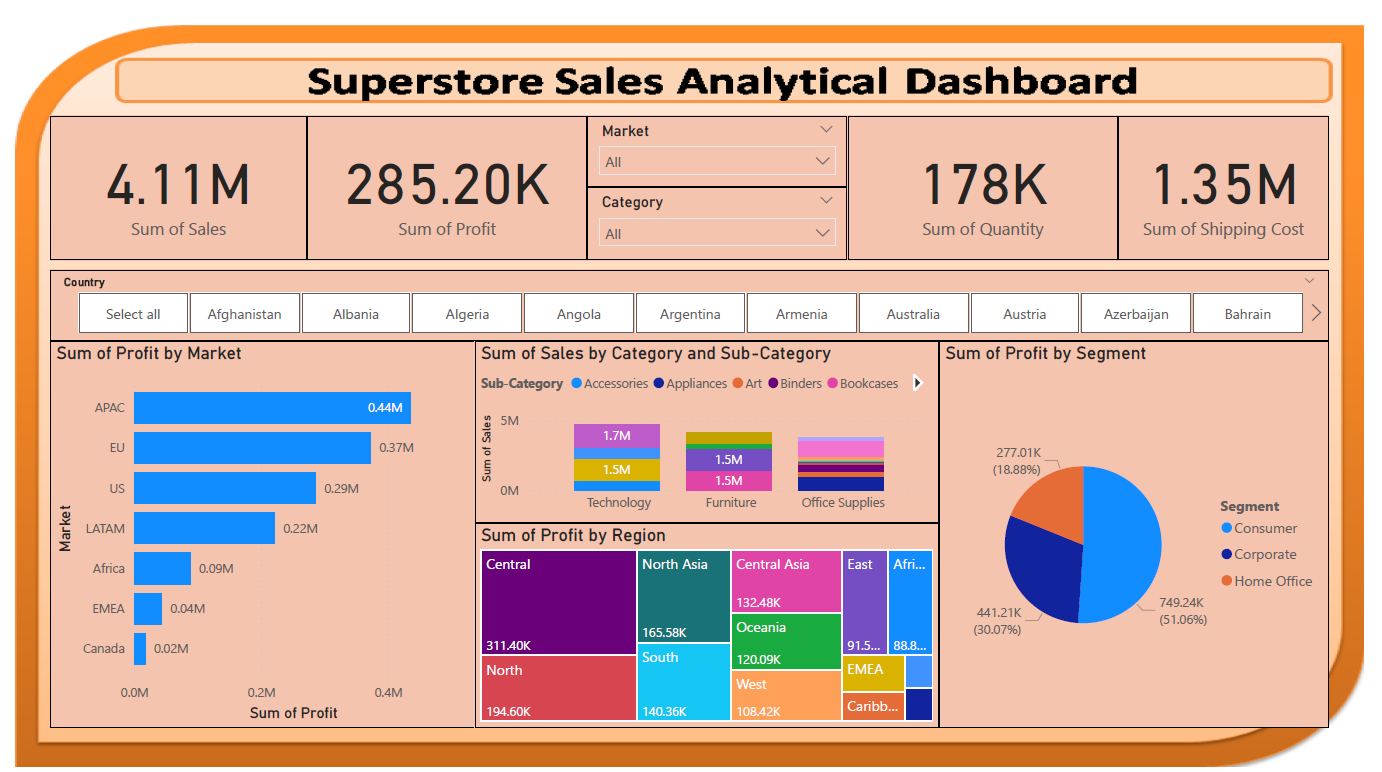 Superstore Sales Analytical Dashboard
4.11M
Sum of Sales
285.20K
Sum of Profit
Market
All
Category
All
178K
Sum of Quantity
1.35M
Sum of Shipping Cost
Country
Select all
Afghanistan
Albania
Algeria
Angola
Argentina
Armenia
Australia
Austria
Azerbaijan
Bahrain
Sum of Profit by Market
Market
APAC 0.44M
EU 0.37M
US 0.29M
LATAM 0.22M
Africa 0.09M
EMEA 0.04M
Canada 0.02M
0.0M 0.2M 0.4M
Sum of Profit
Sum of Sales by Category and Sub-Category
Sub-Category Accessories Appliances Art Binders Bookcases
Sum of Sales
5M
0M
1.7M
1.5M
1.5M
1.5M
Technology Furniture Office Supplies
Sum of Profit by Region
Central
311.40K
North
194.60K
North Asia
165.58K
South
140.36K
Central Asia
132.48K
Oceania
120.09K
West
108.42K
East
91.5...
Afri...
88.8...
EMEA
Caribb...
Sum of Profit by Segment
277.01K
(18.88%)
441.21K
(30.07%)
749.24K
(51.06%)
Segment
Consumer
Corporate
Home Office